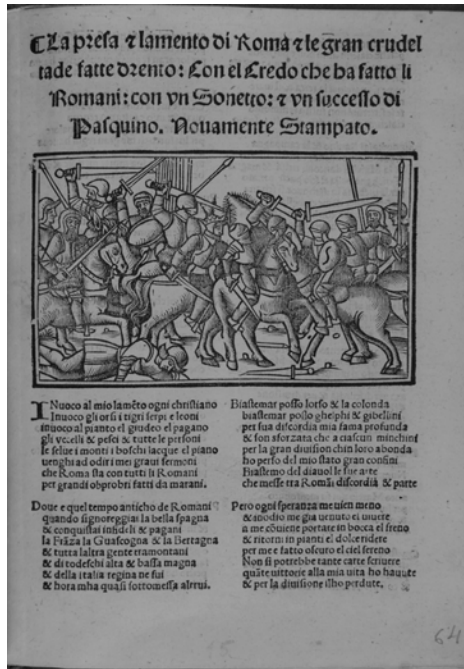 La presa ⁊ lamento di Roma ⁊ le gran crudel
tade fatte drento: Con el Credo che ha fatto li
Romani: con vn Sonetto: ⁊ vn successo di
Pasquino. Nouamente Stampato.
INuoco al mio lamēto ogni christiano
Inuoco gli orsi i tigri serpi e leoni
inuoco al pianto el giudeo el pagano
gli vcelli & pesci & tutte le persone
le selue i monti i boschi lacque el piano
uenghi ad odir i mei graui sermoni
che Roma sta con tutti li Romani
per grandi obprobri fatti da marani.
Doue e quel tempo anticho de Romani
quando signoreggiai la bella spagna
& conquistai infideli & pagani
la Frāza la Guascogna & la Bertagna
& tutta laltra gente tramontani
& di todeschi alta & bassa magna
& della italia regina ne fui
& hora mha quasi sottomessa altrui.
Biastemar posso lorso & la colonda
biastemar posso ghelphi & gibellini
per sua discordia mia fama profunda
& son sforzata che a ciascun minchini
per la gran diuision chin loro abonda
ho perso del mio stato gran confini
Biastemo del diauol le sue arte
che messe tra Romāi discordia & parte
Pero ogni speranza me uien meno
& modio me gia uenuto el
a me cōuiene portare in bocca el freno
& ritorni in pianti el dolce ridere
per me e fatto oscuro el ciel sereno
Non si potrebbe tante carte scriuere
quāte uittorie alla mia uita ho hauute
& per la diuisione perdute.
64